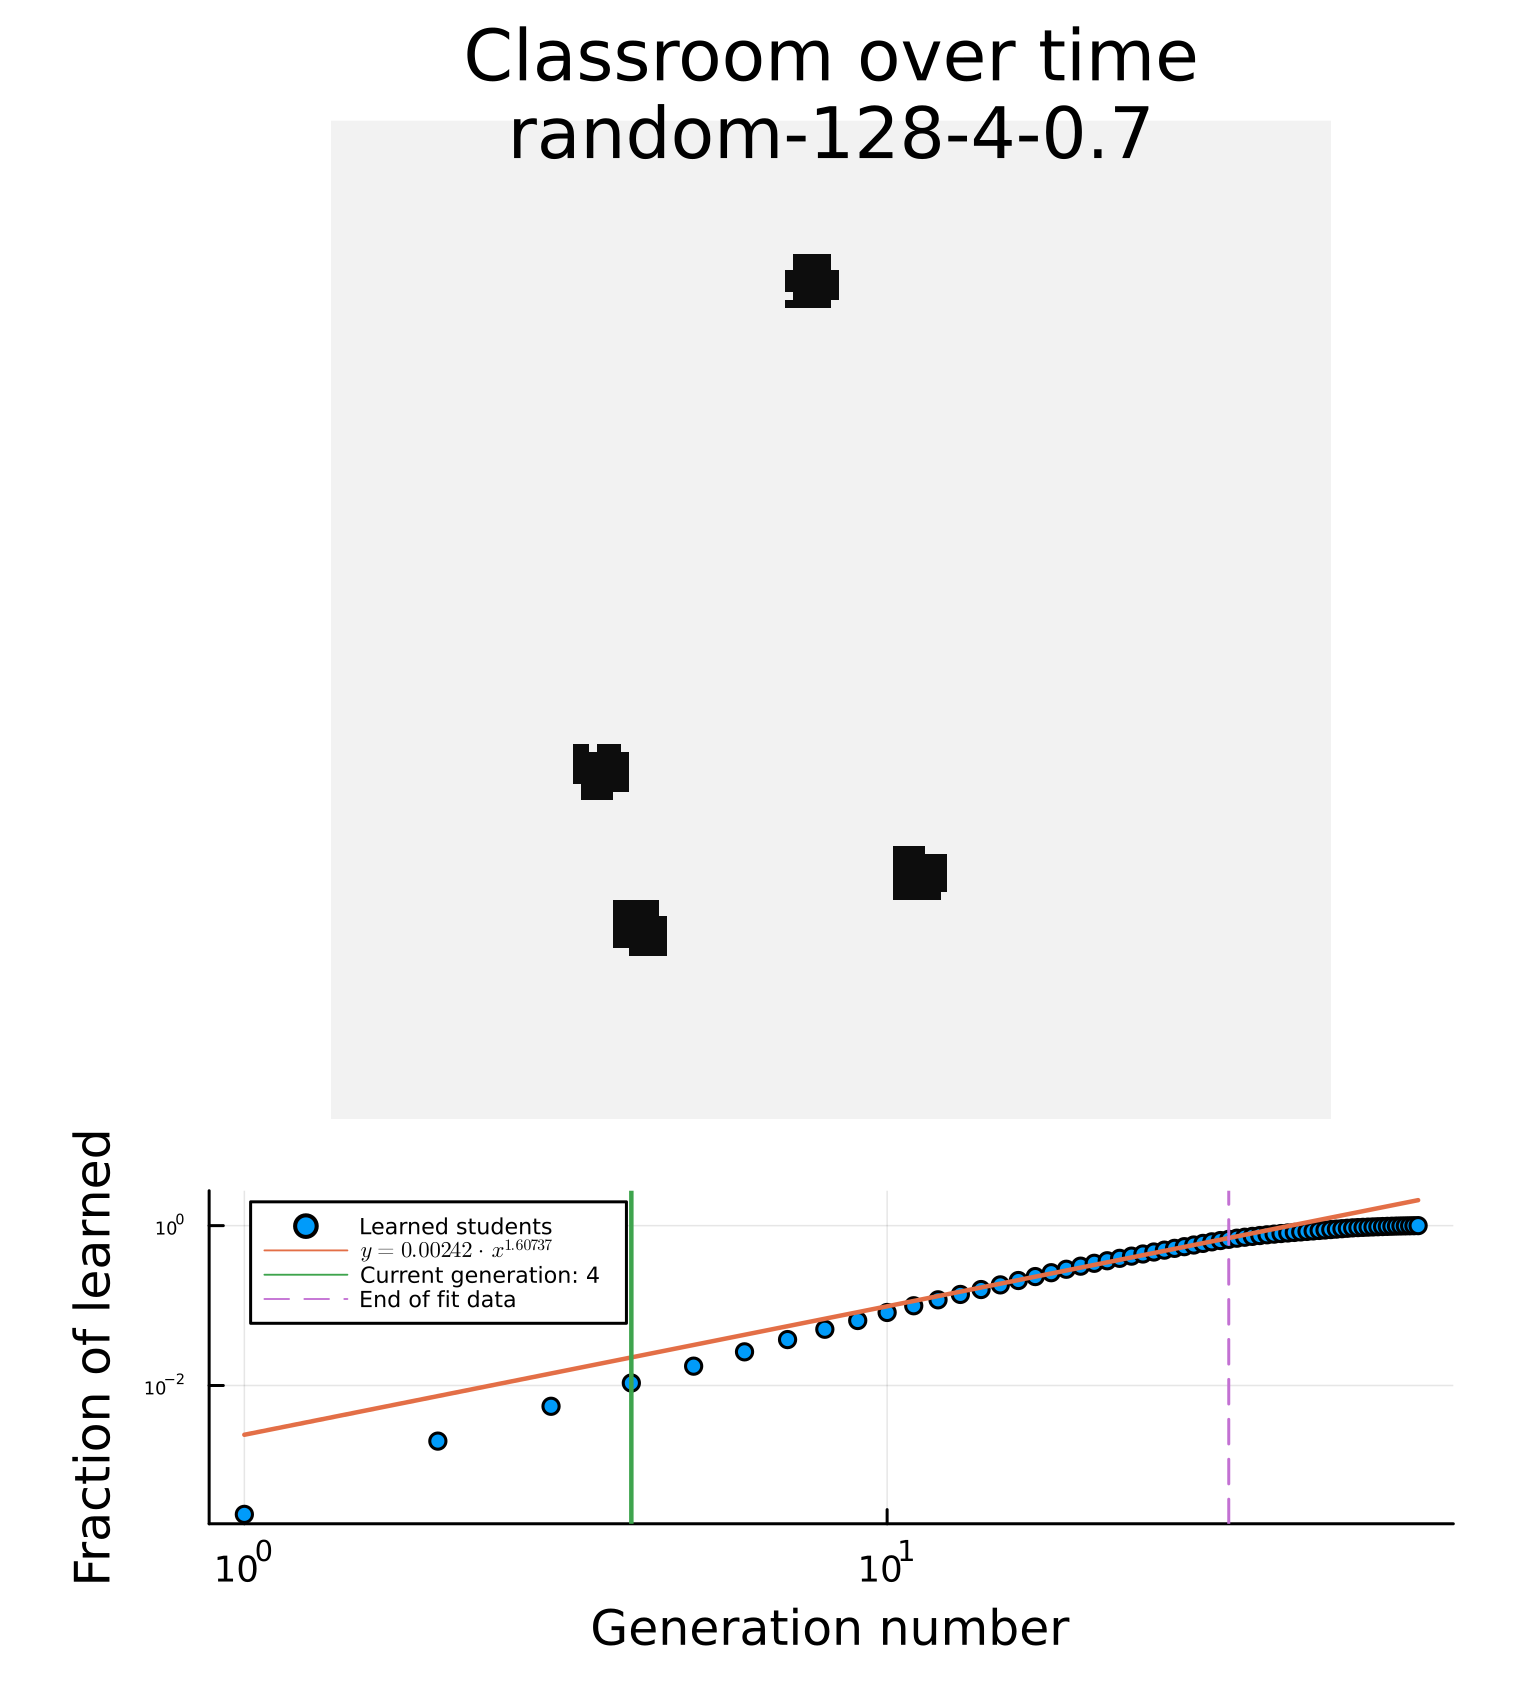 Classroom over time
random-128-4-0.7
Fraction of learned
10^0
10^−2
Learned students
y = 0.00242 · x^1.60737
Current generation: 4
End of fit data
10^0
10^1
Generation number